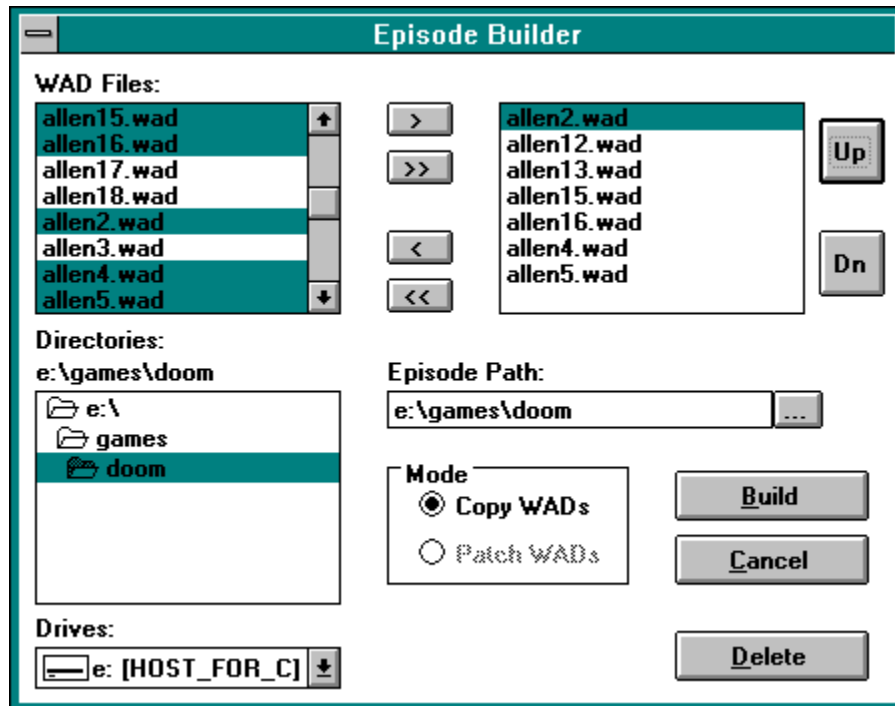 Episode Builder
WAD Files:
allen15.wad
allen16.wad
allen17.wad
allen18.wad
allen2.wad
allen3.wad
allen4.wad
allen5.wad
>
>>
<
<<
allen2.wad
allen12.wad
allen13.wad
allen15.wad
allen16.wad
allen4.wad
allen5.wad
Up
Dn
Directories:
e:\games\doom
e:\
games
doom
Episode Path:
e:\games\doom
...
Mode
Copy WADs
Patch WADs
Build
Cancel
Delete
Drives:
e: [HOST_FOR_C]